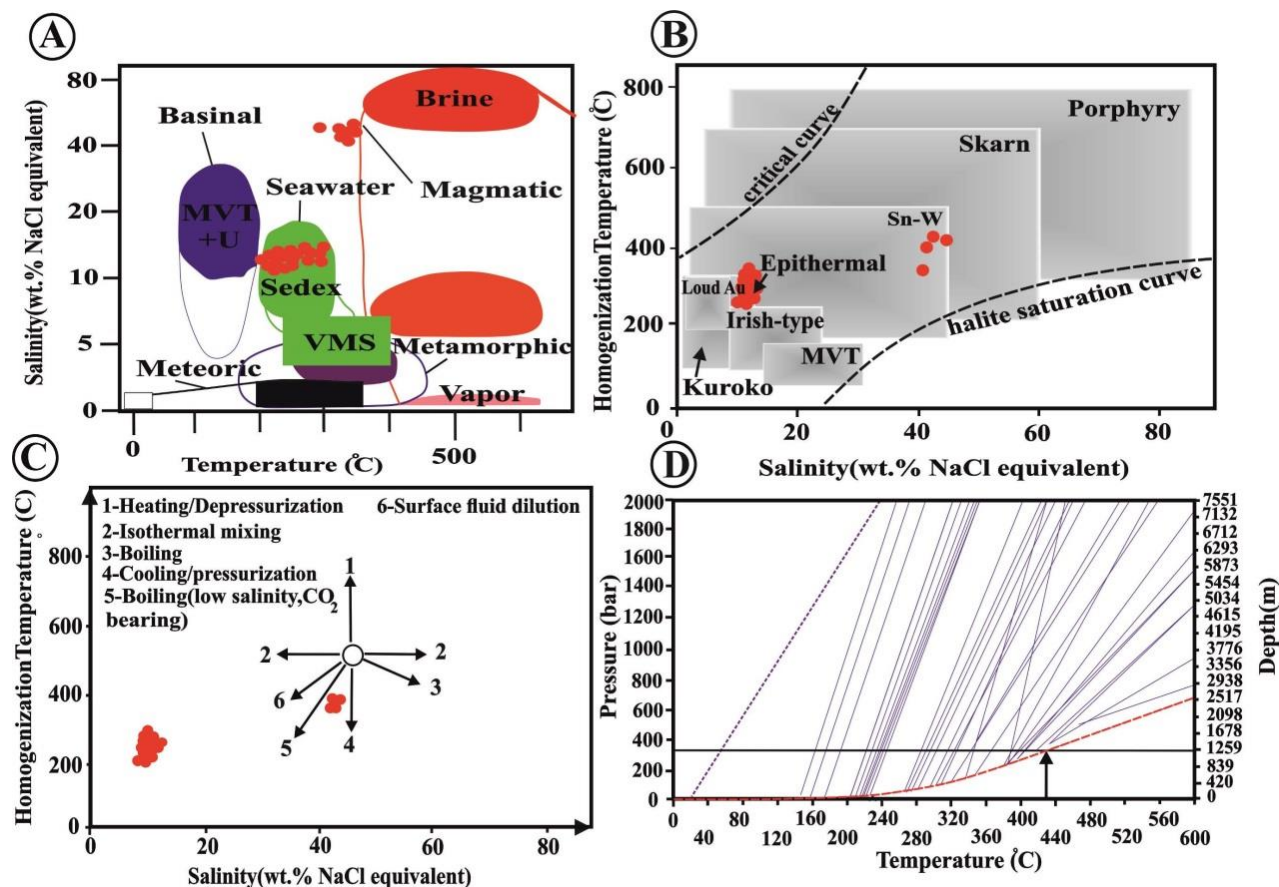 A
Salinity(wt.% NaCl equivalent)
80
40
20
10
5
0
Basinal
MVT
+U
Seawater
Sedex
VMS
Meteoric
Brine
Magmatic
Metamorphic
Vapor
0
500
Temperature (°C)
B
HomogenizationTemperature (°C)
800
600
400
200
0
critical curve
Porphyry
Skarn
Sn-W
Epithermal
Loud Au
Irish-type
MVT
Kuroko
halite saturation curve
0
20
40
60
80
Salinity(wt.% NaCl equivalent)
C
HomogenizationTemperature (°C)
800
600
400
200
0
1-Heating/Depressurization
6-Surface fluid dilution
2-Isothermal mixing
3-Boiling
4-Cooling/pressurization
5-Boiling(low salinity,CO2
bearing)
1
2
2
3
6
5
4
0
20
40
60
80
Salinity(wt.% NaCl equivalent)
D
Pressure (bar)
2000
1800
1600
1400
1200
1000
800
600
400
200
0
Depth(m)
7551
7132
6712
6293
5873
5454
5034
4615
4195
3776
3356
2938
2517
2098
1678
1259
839
420
0
0
40
80
120
160
200
240
280
320
360
400
440
480
520
560
600
Temperature (°C)